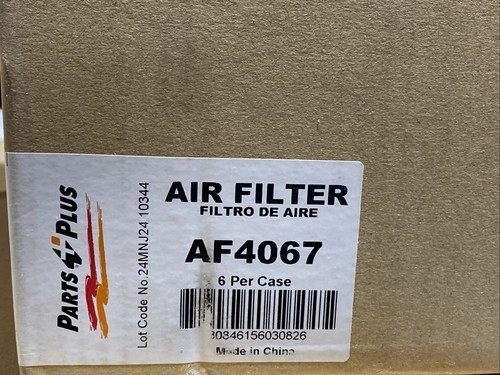 PARTS PLUS
Lot Code No.24MNJ24 10344
AIR FILTER
FILTRO DE AIRE
AF4067
6 Per Case
30846156030826
Made in China